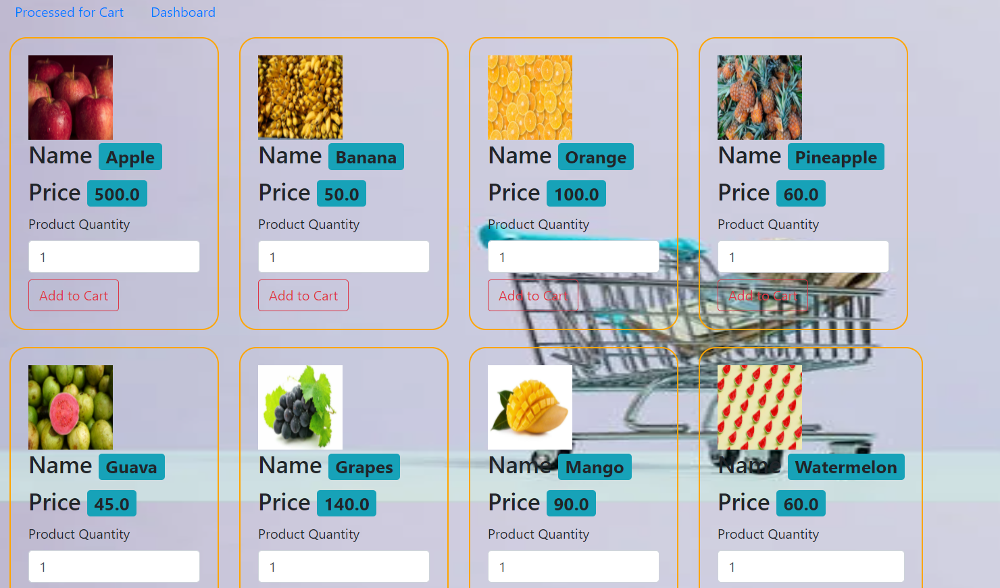 Processed for Cart Dashboard
Name Apple
Price 500.0
Product Quantity
1
Add to Cart
Name Banana
Price 50.0
Product Quantity
1
Add to Cart
Name Orange
Price 100.0
Product Quantity
1
Add to Cart
Name Pineapple
Price 60.0
Product Quantity
1
Add to Cart
Name Guava
Price 45.0
Product Quantity
1
Name Grapes
Price 140.0
Product Quantity
1
Name Mango
Price 90.0
Product Quantity
1
Name Watermelon
Price 60.0
Product Quantity
1